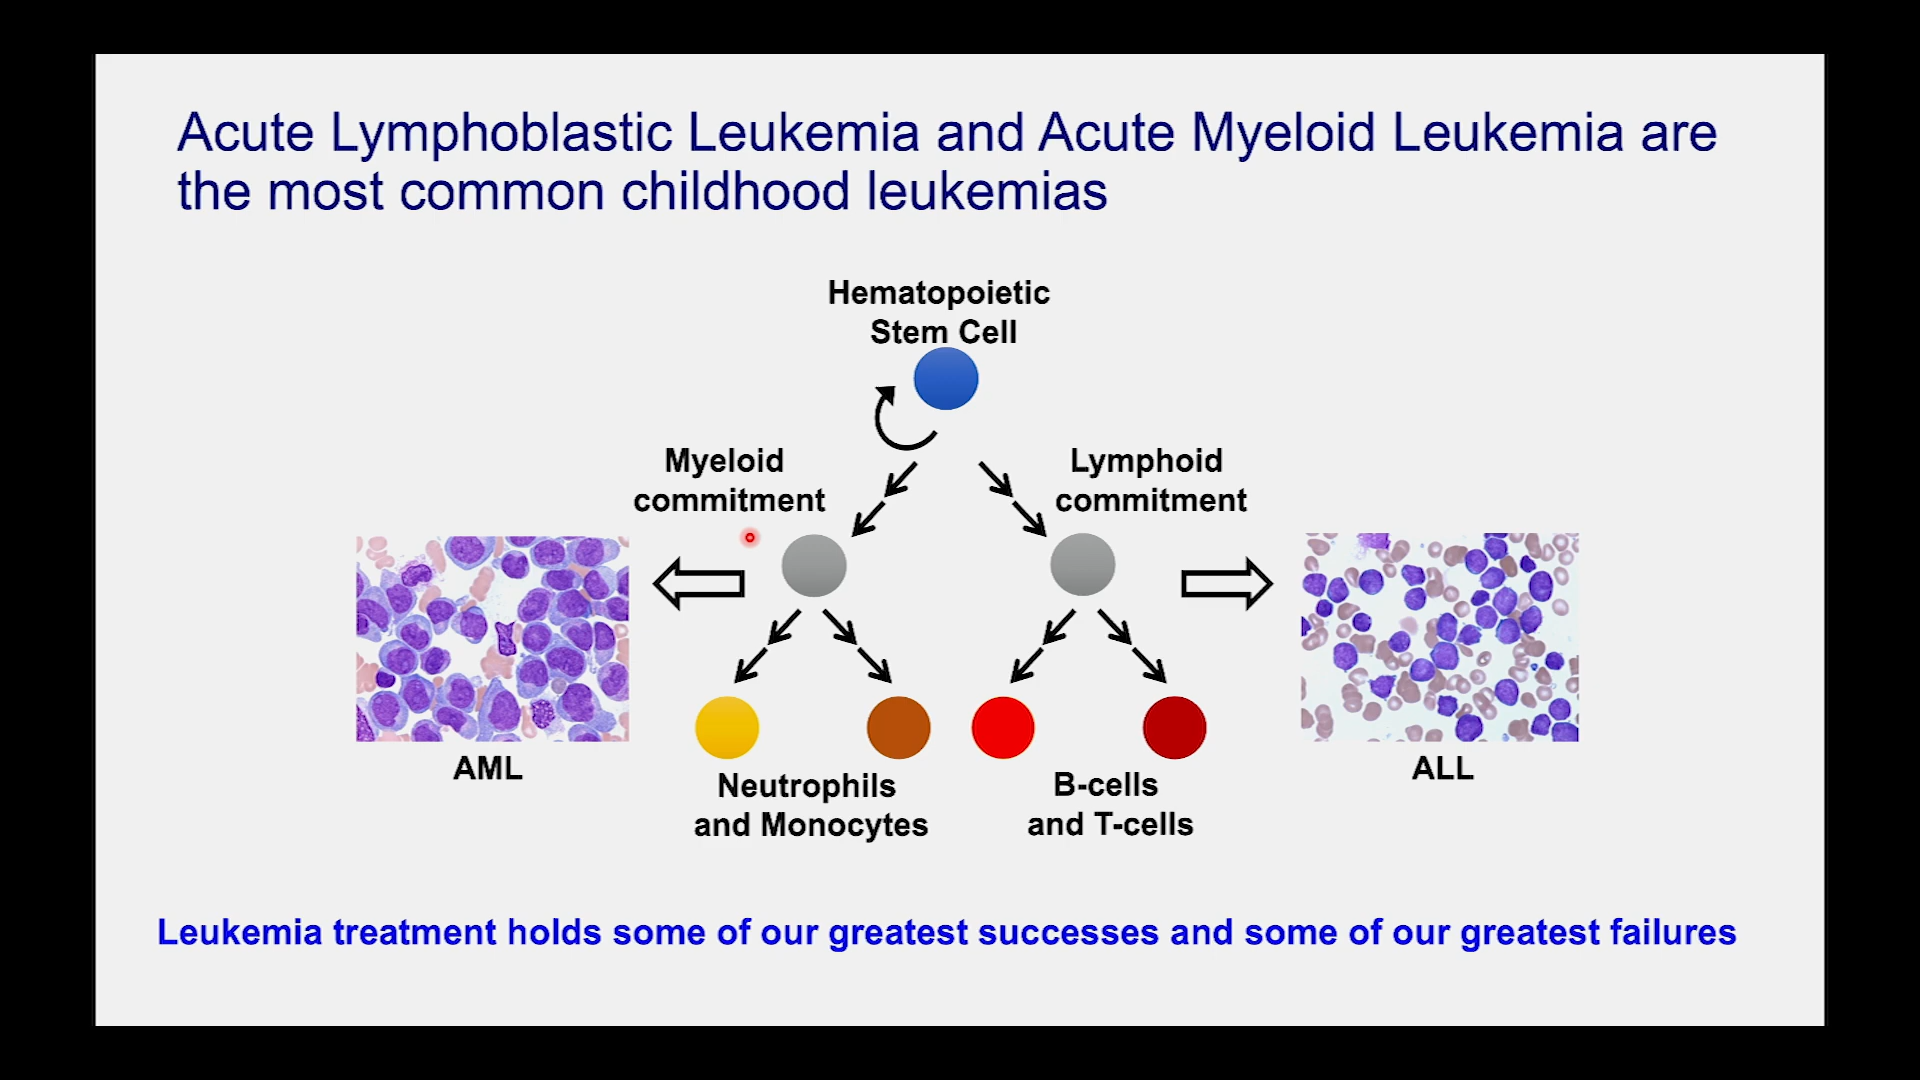 Acute Lymphoblastic Leukemia and Acute Myeloid Leukemia are
the most common childhood leukemias
Hematopoietic
Stem Cell
Myeloid
commitment
Lymphoid
commitment
AML
ALL
Neutrophils
and Monocytes
B-cells
and T-cells
Leukemia treatment holds some of our greatest successes and some of our greatest failures